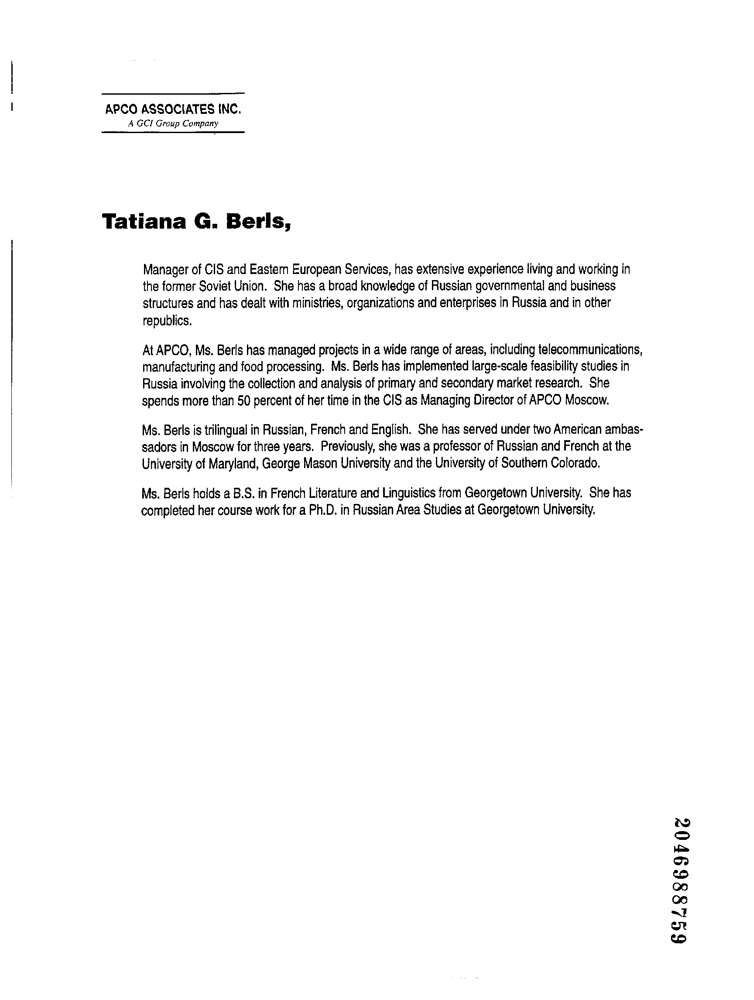 APCO ASSOCIATES INC.
A GCI Group Company
Tatiana G. Berls,
Manager of CIS and Eastern European Services, has extensive experience living and working in
the former Soviet Union. She has a broad knowledge of Russian governmental and business
structures and has dealt with ministries, organizations and enterprises in Russia and in other
republics.
At APCO, Ms. Berls has managed projects in a wide range of areas, including telecommunications,
manufacturing and food processing. Ms. Berls has implemented large-scale feasibility studies in
Russia involving the collection and analysis of primary and secondary market research. She
spends more than 50 percent of her time in the CIS as Managing Director of APCO Moscow.
Ms. Berls is trilingual in Russian, French and English. She has served under two American ambas-
sadors in Moscow for three years. Previously, she was a professor of Russian and French at the
University of Maryland, George Mason University and the University of Southern Colorado.
Ms. Berls holds a B.S. in French Literature and Linguistics from Georgetown University. She has
completed her course work for a Ph.D. in Russian Area Studies at Georgetown University.
2046988759